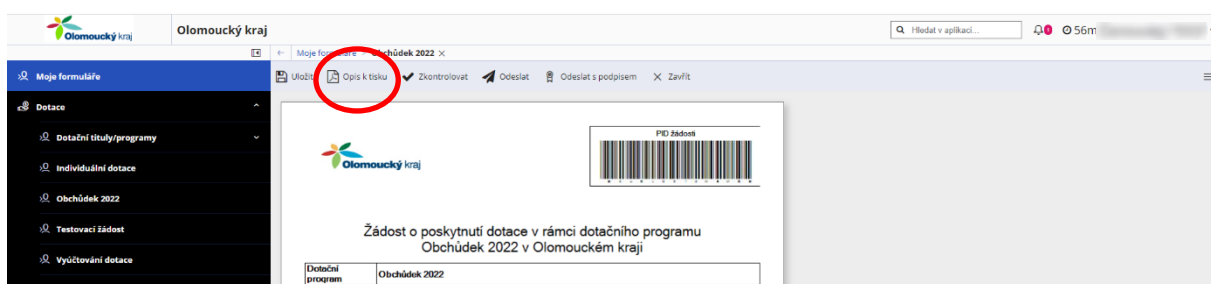 Olomoucký kraj
Olomoucký kraj
Hledat v aplikaci...
0
56m
Moje formuláře
Obchůdek 2022 ×
Moje formuláře
Uložit
Opis k tisku
Zkontrolovat
Odeslat
Odeslat s podpisem
Zavřít
Dotace
Dotační tituly/programy
Individuální dotace
Obchůdek 2022
Testovací žádost
Vyúčtování dotace
Olomoucký kraj
PID žádosti
Žádost o poskytnutí dotace v rámci dotačního programu
Obchůdek 2022 v Olomouckém kraji
Dotační
program
Obchůdek 2022